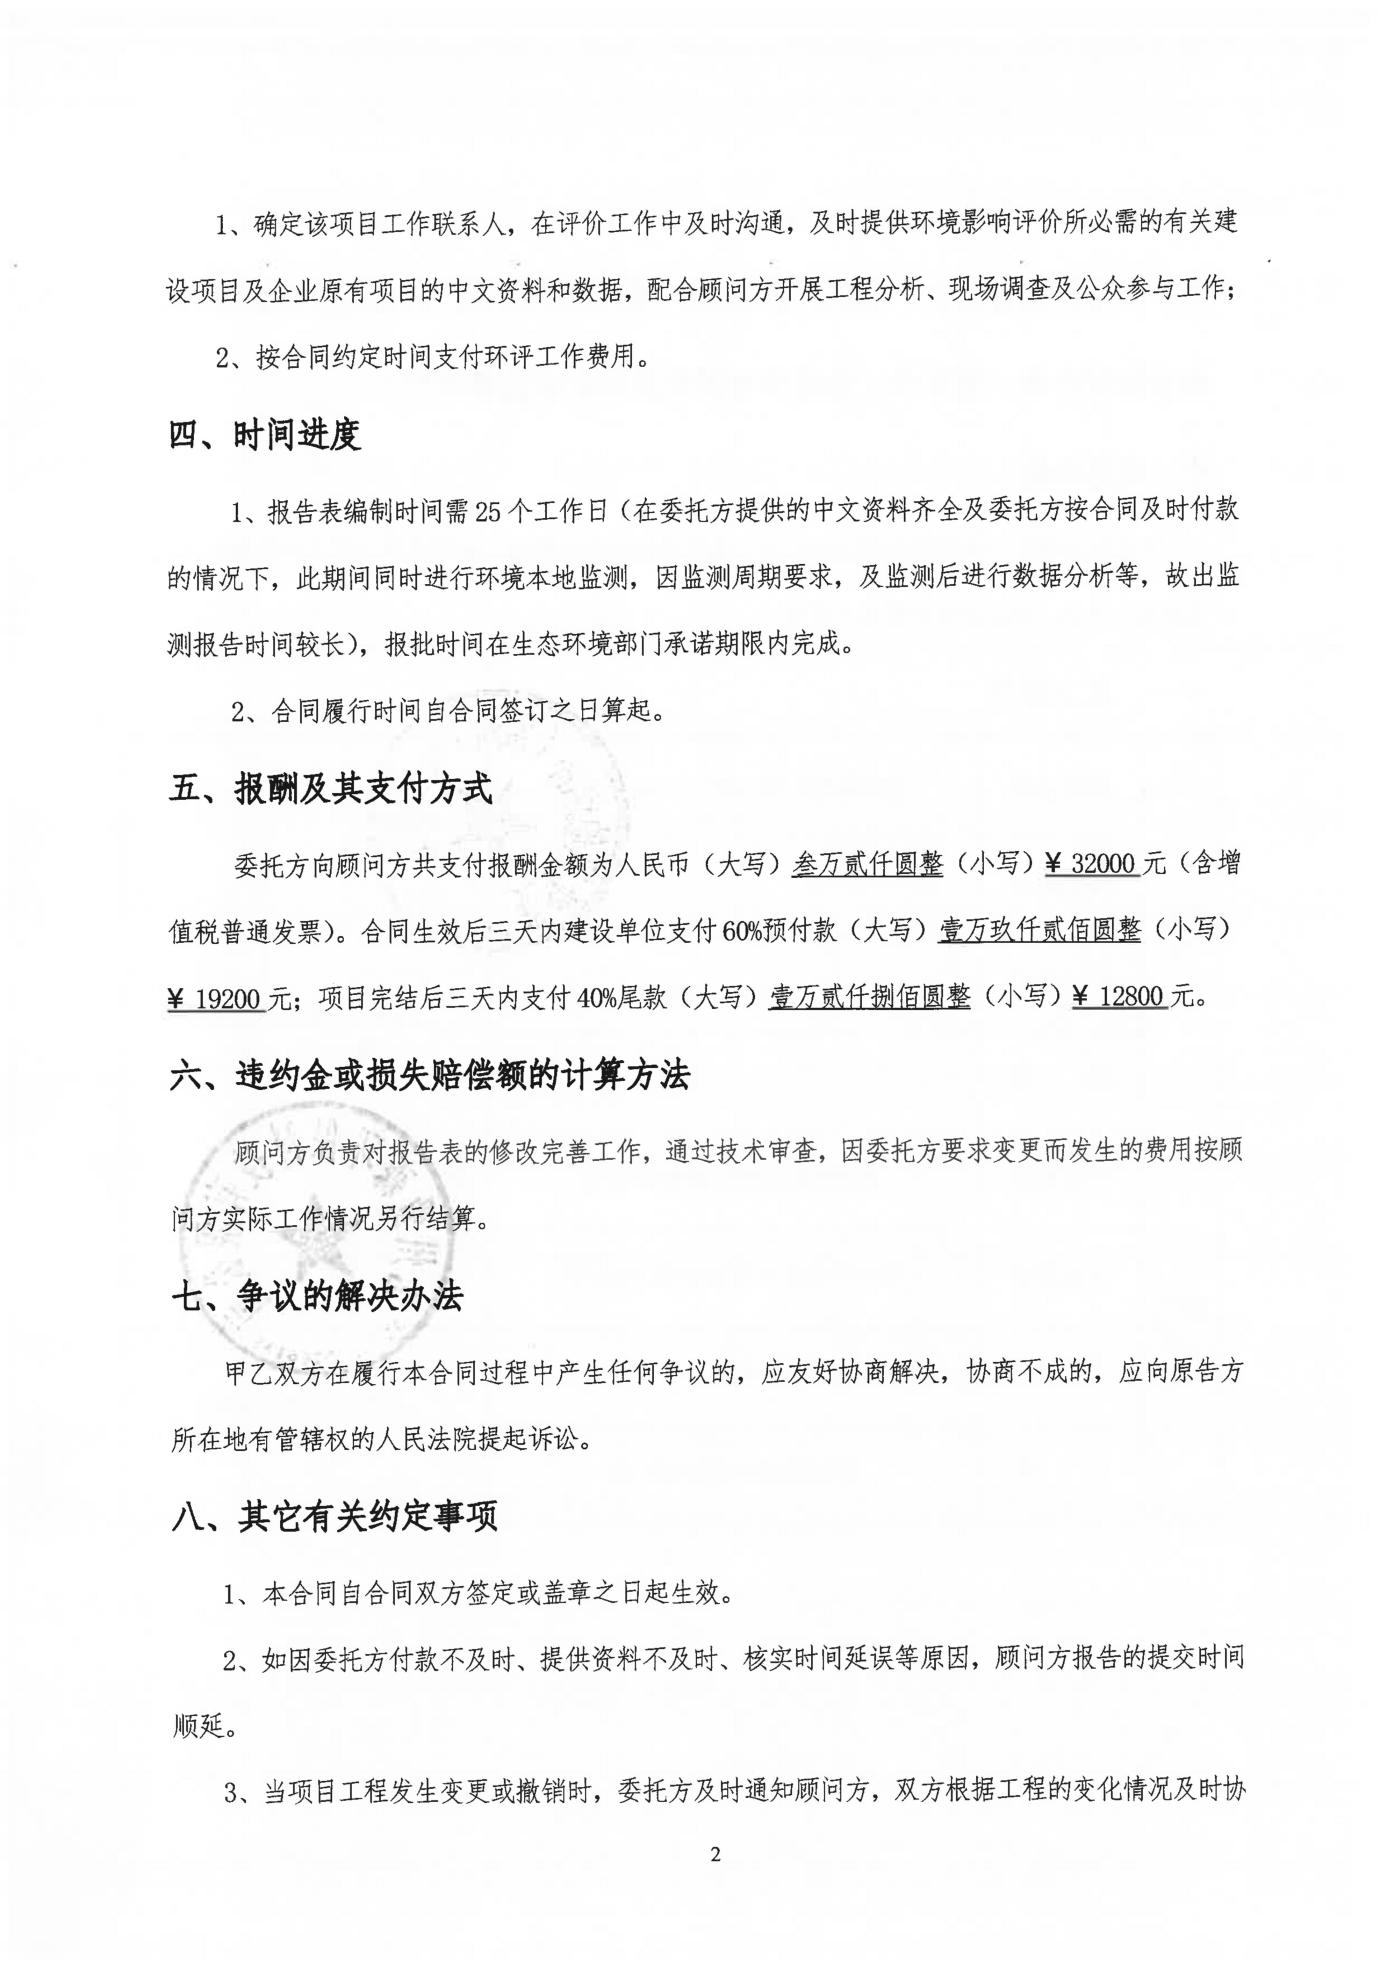 1、确定该项目工作联系人，在评价工作中及时沟通，及时提供环境影响评价所必需的有关建
设项目及企业原有项目的中文资料和数据，配合顾问方开展工程分析、现场调查及公众参与工作；
2、按合同约定时间支付环评工作费用。
四、时间进度
1、报告表编制时间需 25 个工作日（在委托方提供的中文资料齐全及委托方按合同及时付款
的情况下，此期间同时进行环境本地监测，因监测周期要求，及监测后进行数据分析等，故出监
测报告时间较长），报批时间在生态环境部门承诺期限内完成。
2、合同履行时间自合同签订之日算起。
五、报酬及其支付方式
委托方向顾问方共支付报酬金额为人民币（大写）叁万贰仟圆整（小写）¥ 32000 元（含增
值税普通发票）。合同生效后三天内建设单位支付 60%预付款（大写）壹万玖仟贰佰圆整（小写）
¥ 19200 元；项目完结后三天内支付 40%尾款（大写）壹万贰仟捌佰圆整（小写）¥ 12800 元。
六、违约金或损失赔偿额的计算方法
顾问方负责对报告表的修改完善工作，通过技术审查，因委托方要求变更而发生的费用按顾
问方实际工作情况另行结算。
七、争议的解决办法
甲乙双方在履行本合同过程中产生任何争议的，应友好协商解决，协商不成的，应向原告方
所在地有管辖权的人民法院提起诉讼。
八、其它有关约定事项
1、本合同自合同双方签定或盖章之日起生效。
2、如因委托方付款不及时、提供资料不及时、核实时间延误等原因，顾问方报告的提交时间
顺延。
3、当项目工程发生变更或撤销时，委托方及时通知顾问方，双方根据工程的变化情况及时协
2